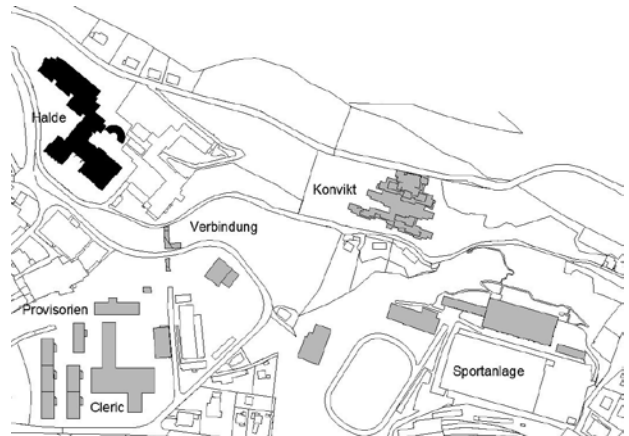 Halde
Konvikt
Verbindung
Provisorien
Sportanlage
Cleric